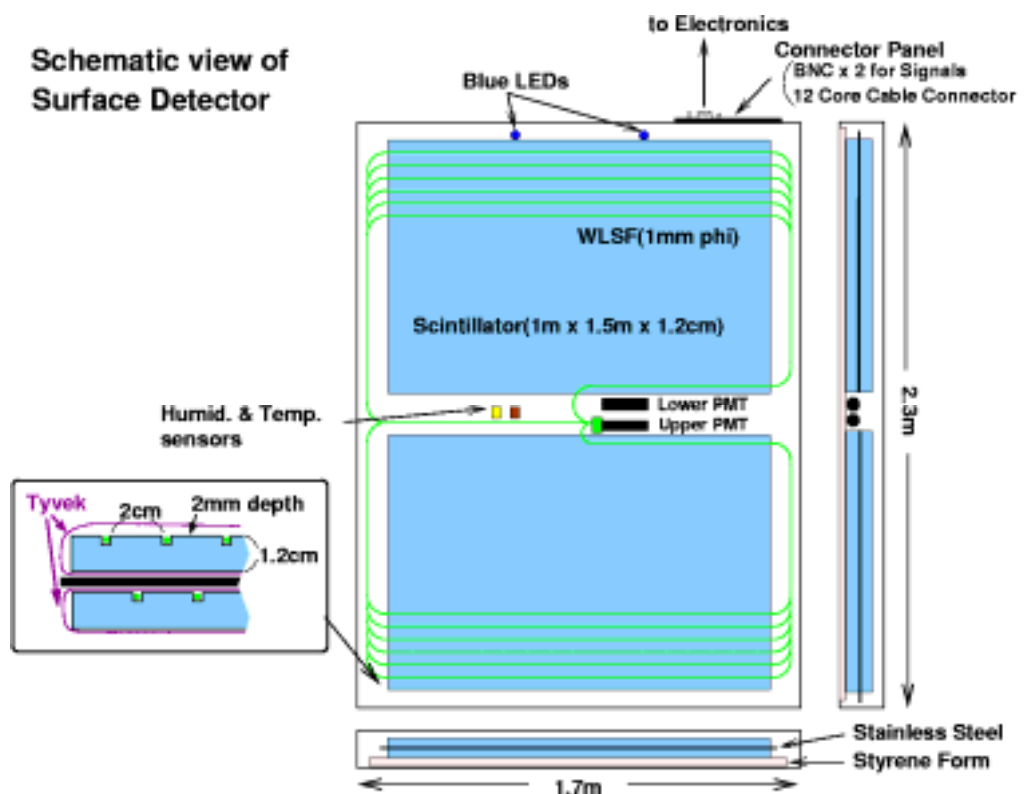 to Electronics
Schematic view of
Surface Detector
Connector Panel
BNC x 2 for Signals
12 Core Cable Connector
Blue LEDs
WLSF(1mm phi)
Scintillator(1m x 1.5m x 1.2cm)
Humid. & Temp.
sensors
Lower PMT
Upper PMT
2.3m
Tyvek
2cm
2mm depth
1.2cm
Stainless Steel
Styrene Form
1.7m